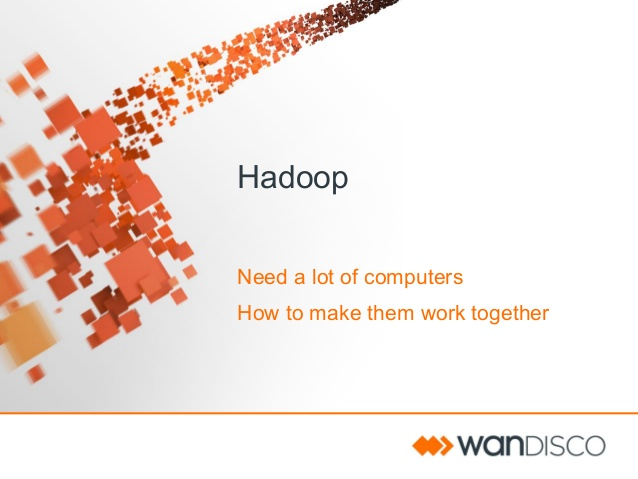 Hadoop
Need a lot of computers
How to make them work together
wanDISCO